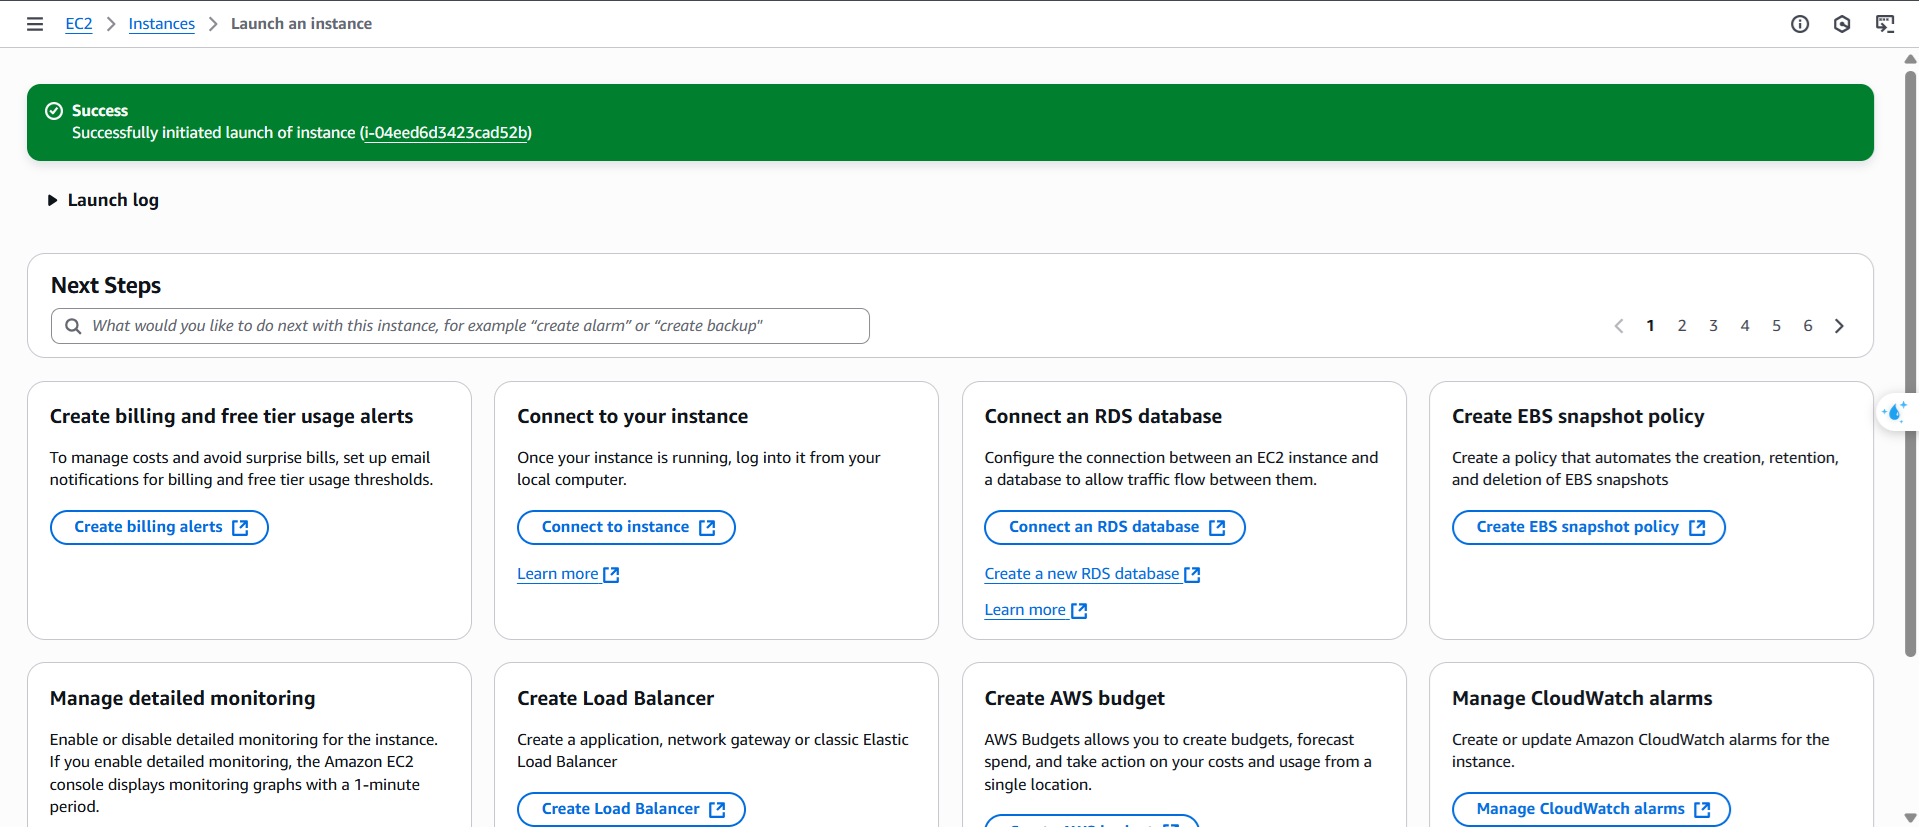 EC2 > Instances > Launch an instance
Success
Successfully initiated launch of instance (i-04eed6d3423cad52b)
Launch log
Next Steps
What would you like to do next with this instance, for example “create alarm” or “create backup"
1 2 3 4 5 6
Create billing and free tier usage alerts
To manage costs and avoid surprise bills, set up email
notifications for billing and free tier usage thresholds.
Create billing alerts
Connect to your instance
Once your instance is running, log into it from your
local computer.
Connect to instance
Learn more
Connect an RDS database
Configure the connection between an EC2 instance and
a database to allow traffic flow between them.
Connect an RDS database
Create a new RDS database
Learn more
Create EBS snapshot policy
Create a policy that automates the creation, retention,
and deletion of EBS snapshots
Create EBS snapshot policy
Manage detailed monitoring
Enable or disable detailed monitoring for the instance.
If you enable detailed monitoring, the Amazon EC2
console displays monitoring graphs with a 1-minute
period.
Create Load Balancer
Create a application, network gateway or classic Elastic
Load Balancer
Create Load Balancer
Create AWS budget
AWS Budgets allows you to create budgets, forecast
spend, and take action on your costs and usage from a
single location.
Manage CloudWatch alarms
Create or update Amazon CloudWatch alarms for the
instance.
Manage CloudWatch alarms